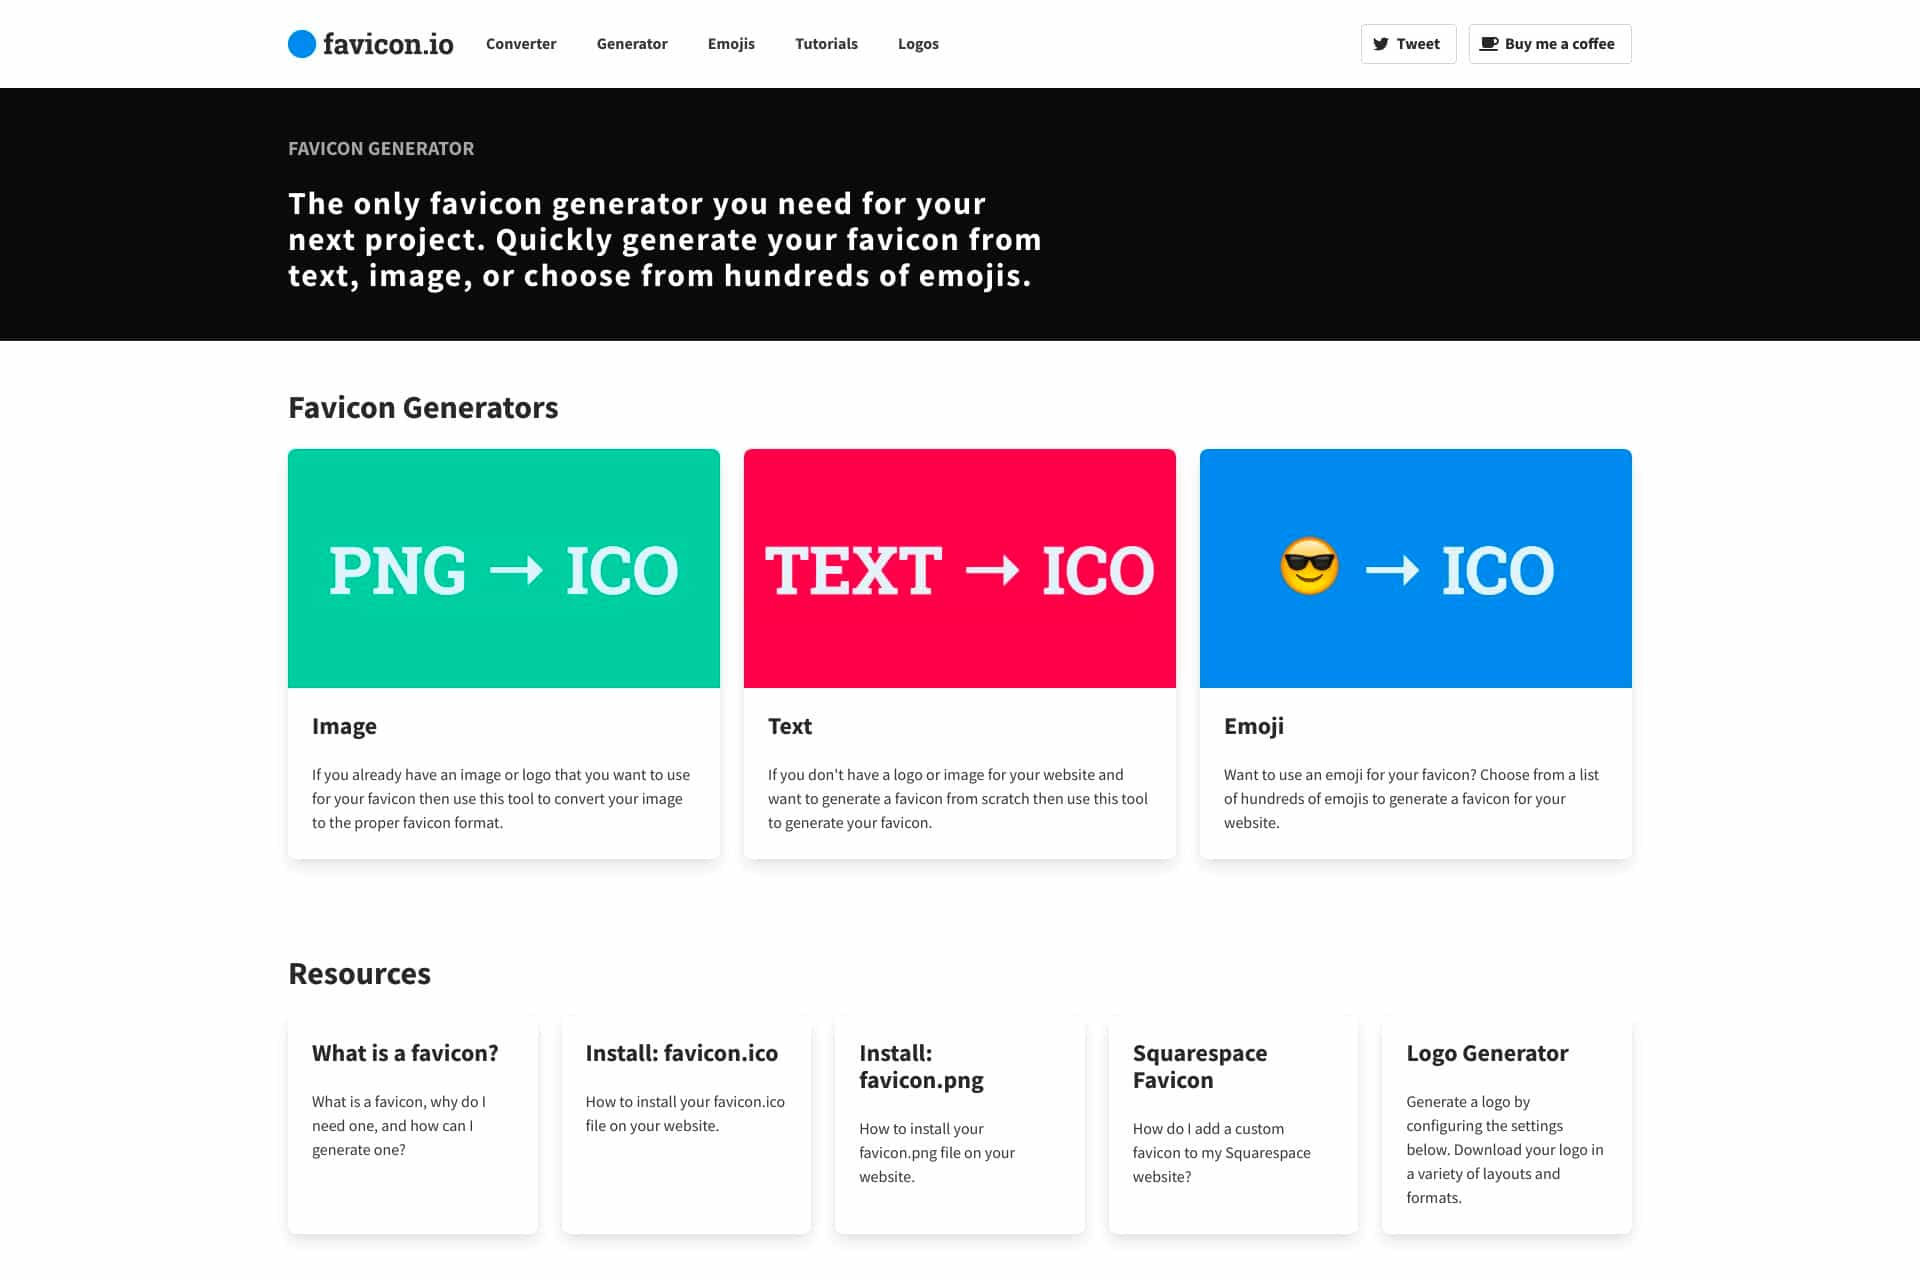 favicon.io
Converter
Generator
Emojis
Tutorials
Logos
Tweet
Buy me a coffee
FAVICON GENERATOR
The only favicon generator you need for your
next project. Quickly generate your favicon from
text, image, or choose from hundreds of emojis.
Favicon Generators
PNG → ICO
Image
If you already have an image or logo that you want to use
for your favicon then use this tool to convert your image
to the proper favicon format.
TEXT → ICO
Text
If you don't have a logo or image for your website and
want to generate a favicon from scratch then use this tool
to generate your favicon.
😎 → ICO
Emoji
Want to use an emoji for your favicon? Choose from a list
of hundreds of emojis to generate a favicon for your
website.
Resources
What is a favicon?
What is a favicon, why do I
need one, and how can I
generate one?
Install: favicon.ico
How to install your favicon.ico
file on your website.
Install:
favicon.png
How to install your
favicon.png file on your
website.
Squarespace
Favicon
How do I add a custom
favicon to my Squarespace
website?
Logo Generator
Generate a logo by
configuring the settings
below. Download your logo in
a variety of layouts and
formats.